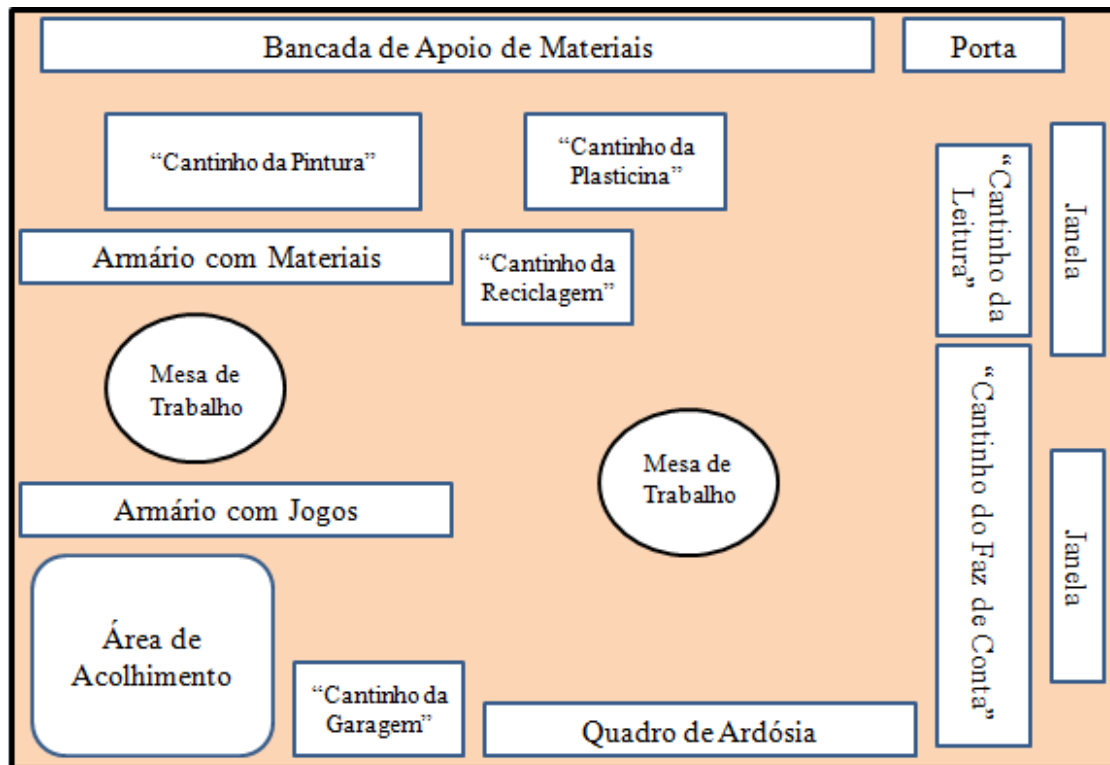 Bancada de Apoio de Materiais
Porta
“Cantinho da Pintura”
“Cantinho da
Plasticina”
“Cantinho da
Leitura”
Janela
Armário com Materiais
“Cantinho da
Reciclagem”
Mesa de
Trabalho
Mesa de
Trabalho
“Cantinho do Faz de Conta”
Janela
Armário com Jogos
Área de
Acolhimento
“Cantinho da
Garagem”
Quadro de Ardósia